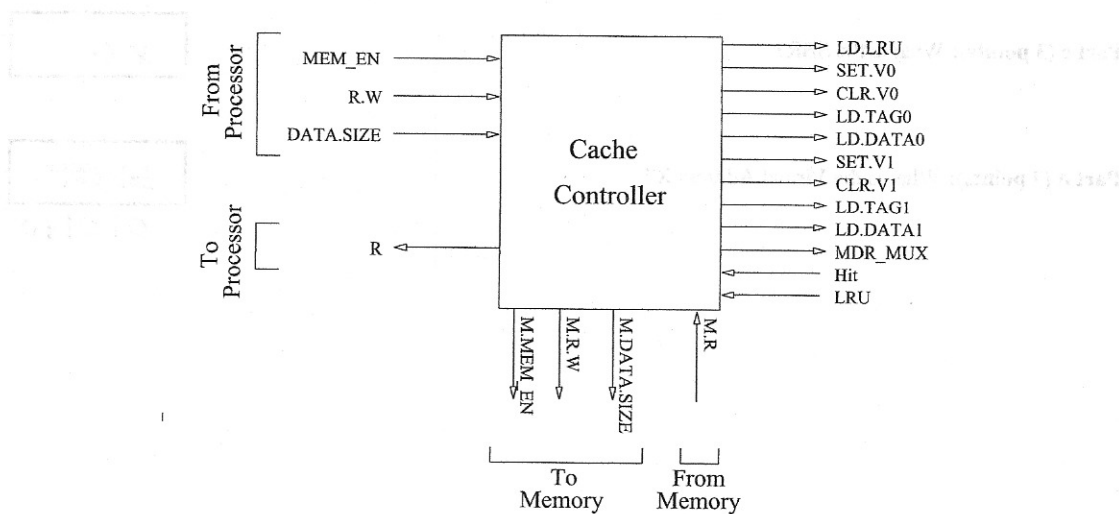 From
Processor
MEM_EN
R.W
DATA.SIZE
To
Processor
R
Cache
Controller
LD.LRU
SET.V0
CLR.V0
LD.TAG0
LD.DATA0
SET.V1
CLR.V1
LD.TAG1
LD.DATA1
MDR_MUX
Hit
LRU
M.MEM_EN
M.R.W
M.DATA.SIZE
M.R
To
Memory
From
Memory